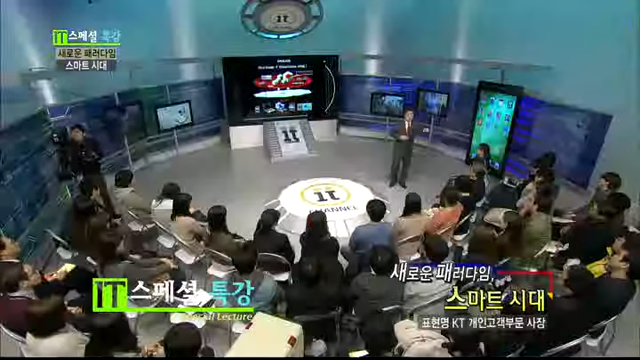 IT스페셜 특강
새로운 패러다임
스마트 시대
it
it
it
CHANNEL
IT스페셜 특강
Special Lecture
새로운 패러다임,
스마트 시대
표현명 KT 개인고객부문 사장